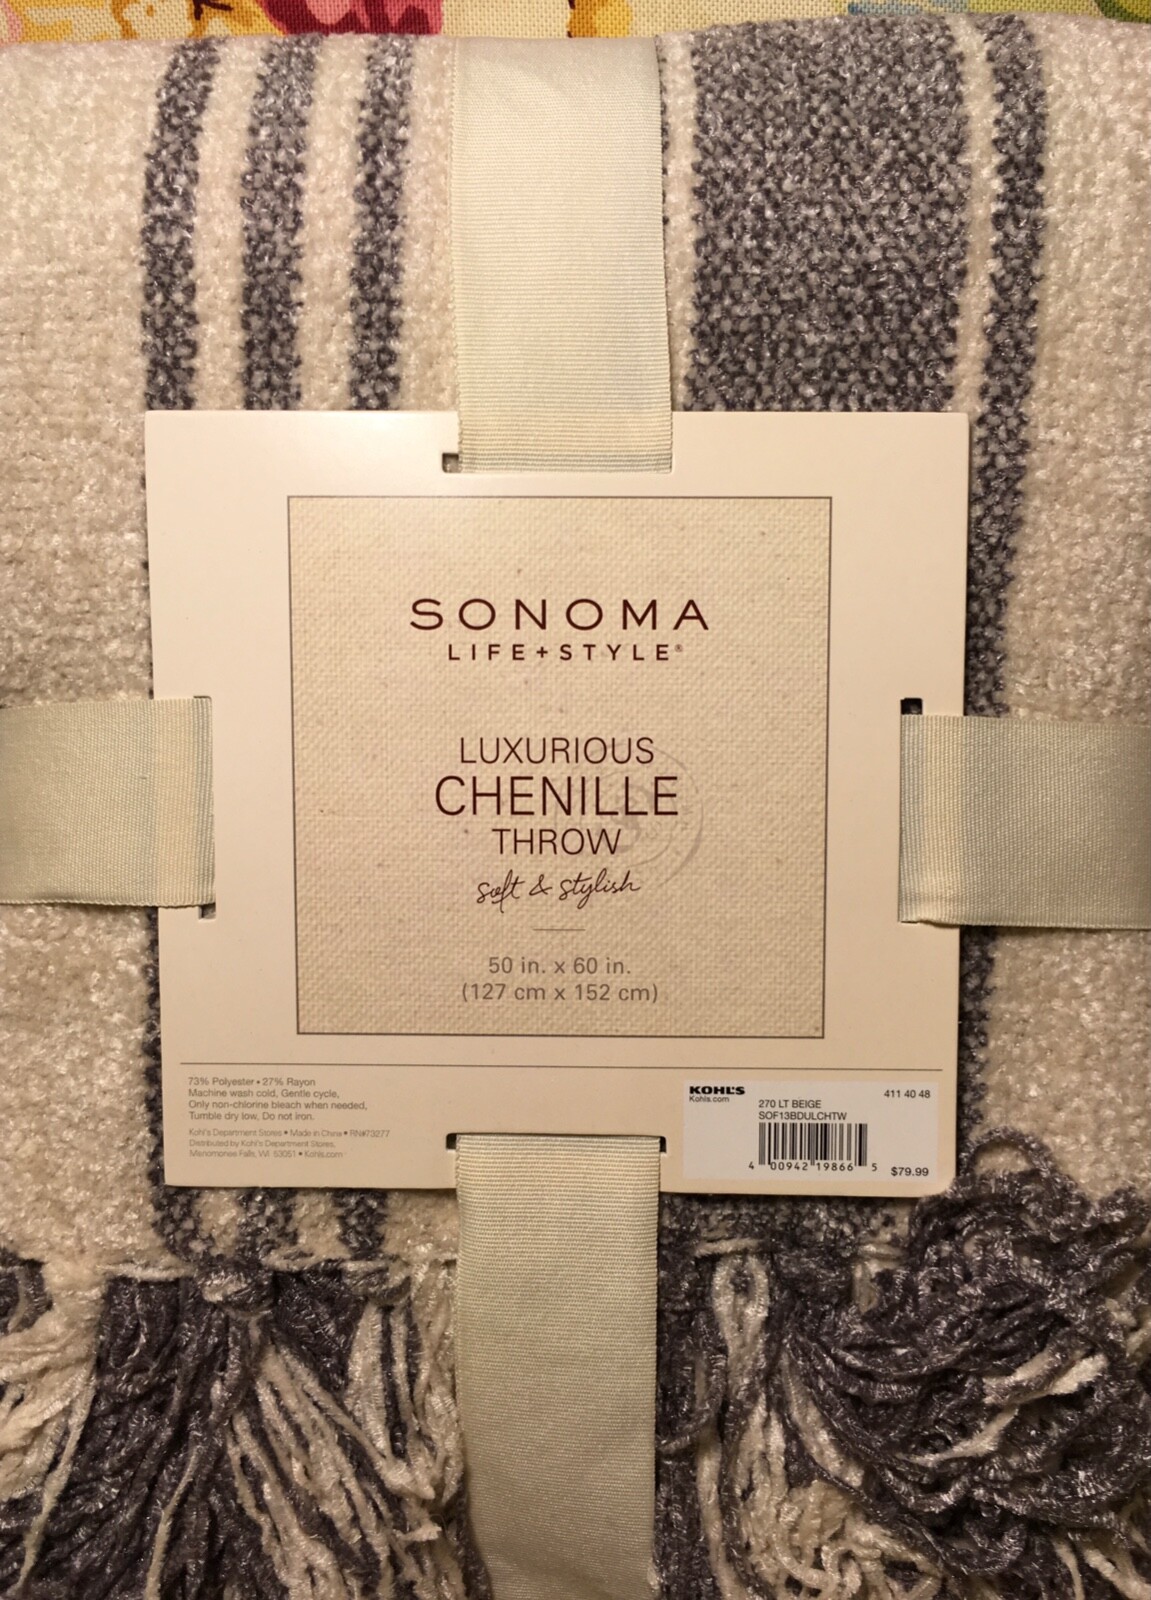 SONOMA
LIFE+STYLE®
LUXURIOUS
CHENILLE
THROW
soft & stylish
50 in. x 60 in.
(127 cm x 152 cm)
73% Polyester • 27% Rayon
Machine wash cold, Gentle cycle,
Only non-chlorine bleach when needed,
Tumble dry low, Do not iron.
Kohl's Department Stores • Made in China • RN#73277
Distributed by Kohl's Department Stores,
Menomonee Falls, WI 53051 • Kohls.com
KOHL'S
Kohls.com
411 40 48
270 LT BEIGE
SOF13BDULCHTW
4 00942 19866 5
$79.99